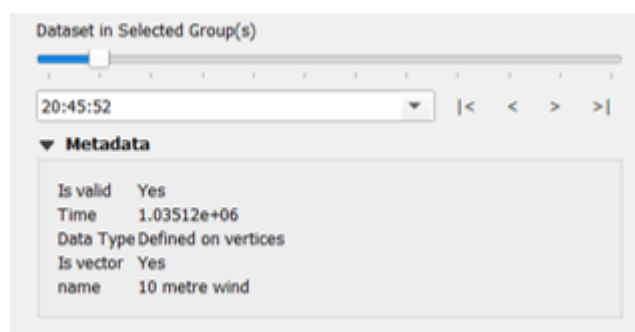 Dataset in Selected Group(s)
20:45:52 |< < > >|
Metadata
Is valid Yes
Time 1.03512e+06
Data Type Defined on vertices
Is vector Yes
name 10 metre wind